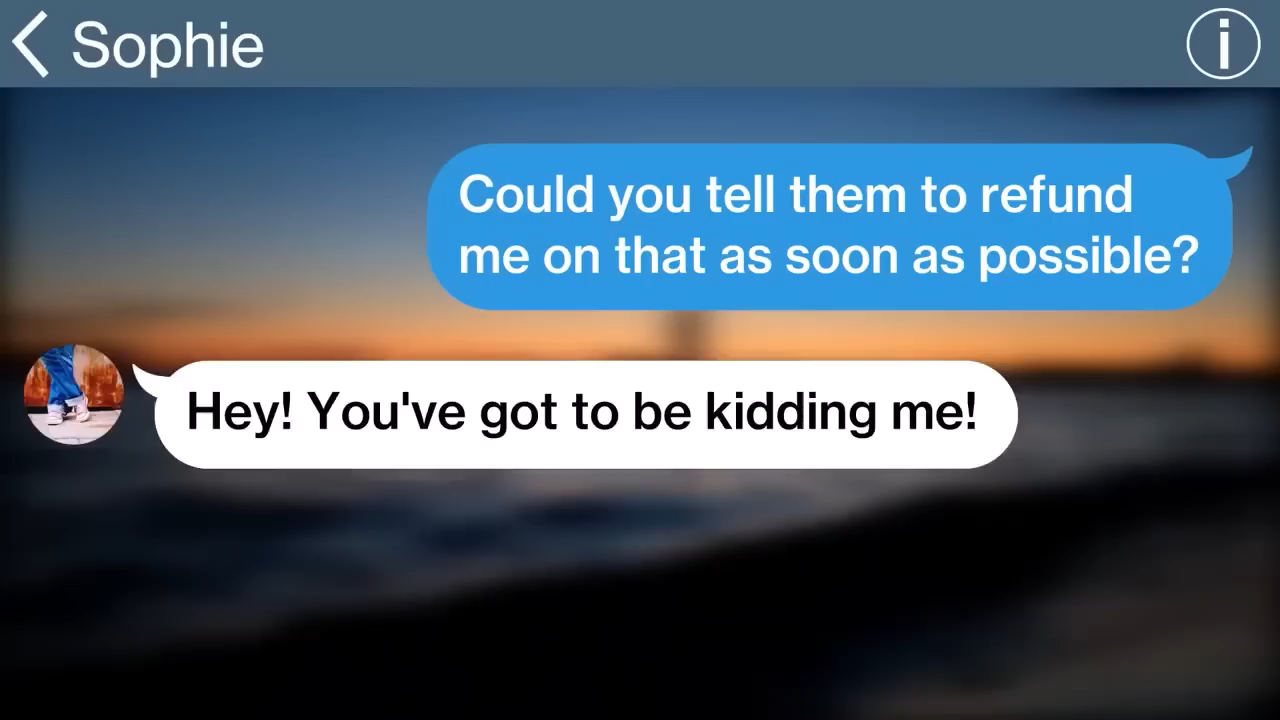 Sophie
Could you tell them to refund
me on that as soon as possible?
Hey! You've got to be kidding me!